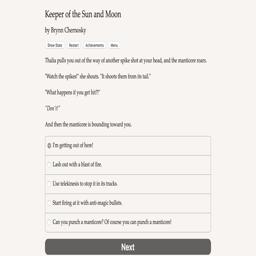 Keeper of the Sun and Moon
by Brynn Chernosky
Show Stats Restart Achievements Menu
Thalia pulls you out of the way of another spike shot at your head, and the manticore roars.
"Watch the spikes!" she shouts. "It shoots them from its tail."
"What happens if you get hit?!"
"Don't!"
And then the manticore is bounding toward you.
I'm getting out of here!
Lash out with a blast of fire.
Use telekinesis to stop it in its tracks.
Start firing at it with anti-magic bullets.
Can you punch a manticore? Of course you can punch a manticore!
Next